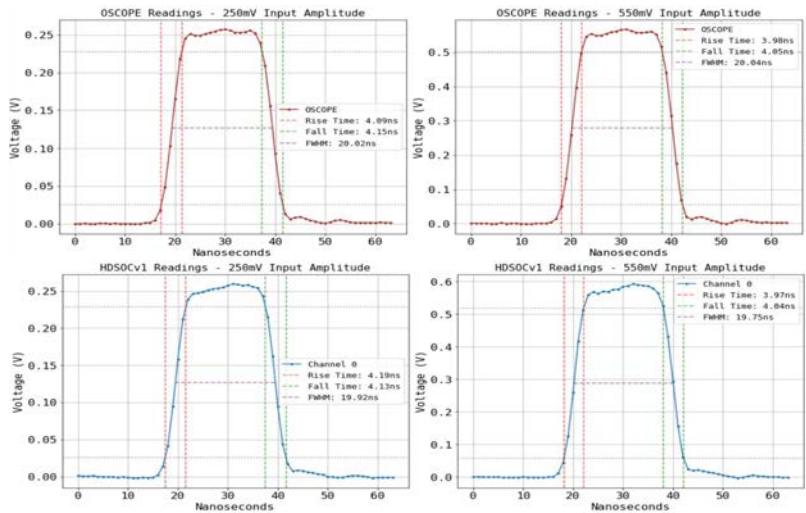 OSCOPE Readings - 250mV Input Amplitude
Voltage (V)
0.25
0.20
0.15
0.10
0.05
0.00
OSCOPE
Rise Time: 4.09ns
Fall Time: 4.15ns
FWHM: 20.02ns
0 10 20 30 40 50 60
Nanoseconds
OSCOPE Readings - 550mV Input Amplitude
Voltage (V)
0.5
0.4
0.3
0.2
0.1
0.0
OSCOPE
Rise Time: 3.98ns
Fall Time: 4.05ns
FWHM: 20.04ns
0 10 20 30 40 50 60
Nanoseconds
HDSOCv1 Readings - 250mV Input Amplitude
Voltage (V)
0.25
0.20
0.15
0.10
0.05
0.00
Channel 0
Rise Time: 4.19ns
Fall Time: 4.13ns
FWHM: 19.92ns
0 10 20 30 40 50 60
Nanoseconds
HDSOCv1 Readings - 550mV Input Amplitude
Voltage (V)
0.6
0.5
0.4
0.3
0.2
0.1
0.0
Channel 0
Rise Time: 3.97ns
Fall Time: 4.04ns
FWHM: 19.75ns
0 10 20 30 40 50 60
Nanoseconds